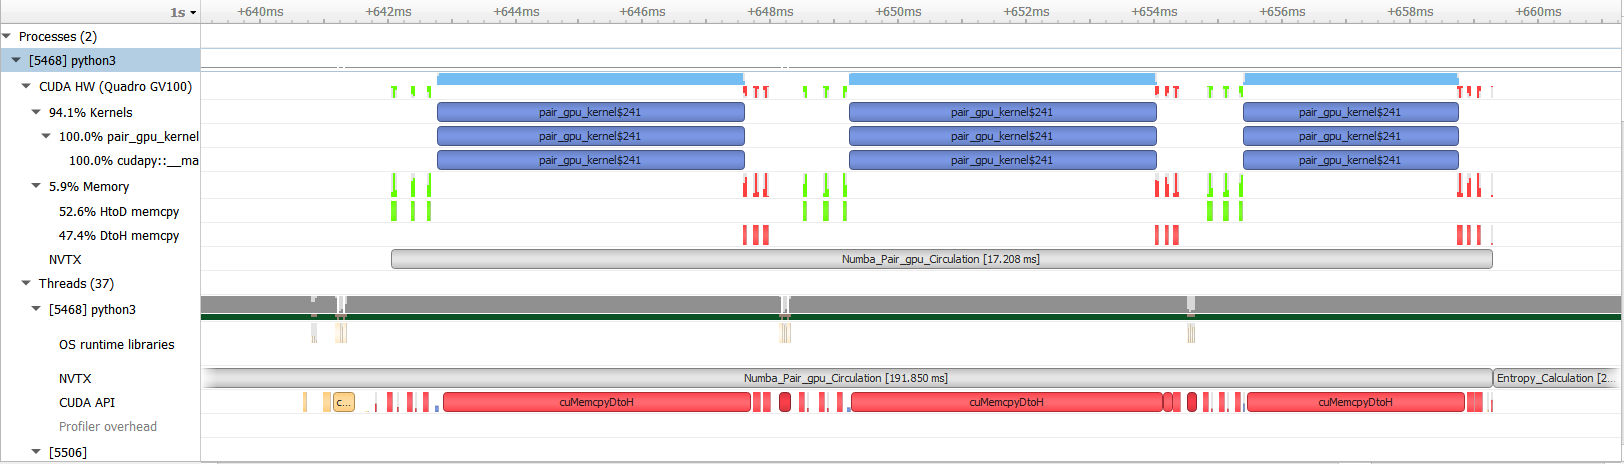 1s +640ms +642ms +644ms +646ms +648ms +650ms +652ms +654ms +656ms +658ms +660ms
Processes (2)
[5468] python3
CUDA HW (Quadro GV100)
94.1% Kernels pair_gpu_kernel$241 pair_gpu_kernel$241 pair_gpu_kernel$241
100.0% pair_gpu_kernel pair_gpu_kernel$241 pair_gpu_kernel$241 pair_gpu_kernel$241
100.0% cudapy::__ma pair_gpu_kernel$241 pair_gpu_kernel$241 pair_gpu_kernel$241
5.9% Memory
52.6% HtoD memcpy
47.4% DtoH memcpy
NVTX Numba_Pair_gpu_Circulation [17.208 ms]
Threads (37)
[5468] python3
OS runtime libraries
NVTX Numba_Pair_gpu_Circulation [191.850 ms] Entropy_Calculation [2...
CUDA API c... cuMemcpyDtoH cuMemcpyDtoH cuMemcpyDtoH
Profiler overhead
[5506]